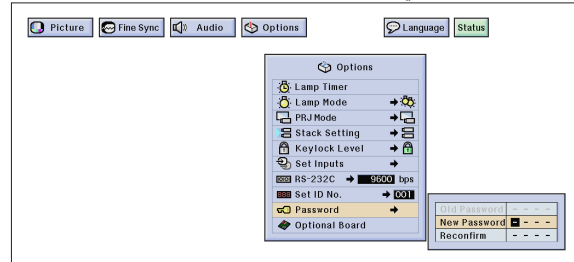 Picture Fine Sync Audio Options Language Status
Options
Lamp Timer
Lamp Mode
PRJ Mode
Stack Setting
Keylock Level
Set Inputs
RS-232C 9600 bps
Set ID No. 001
Password
Optional Board
Old Password - - - -
New Password - - - -
Reconfirm - - - -